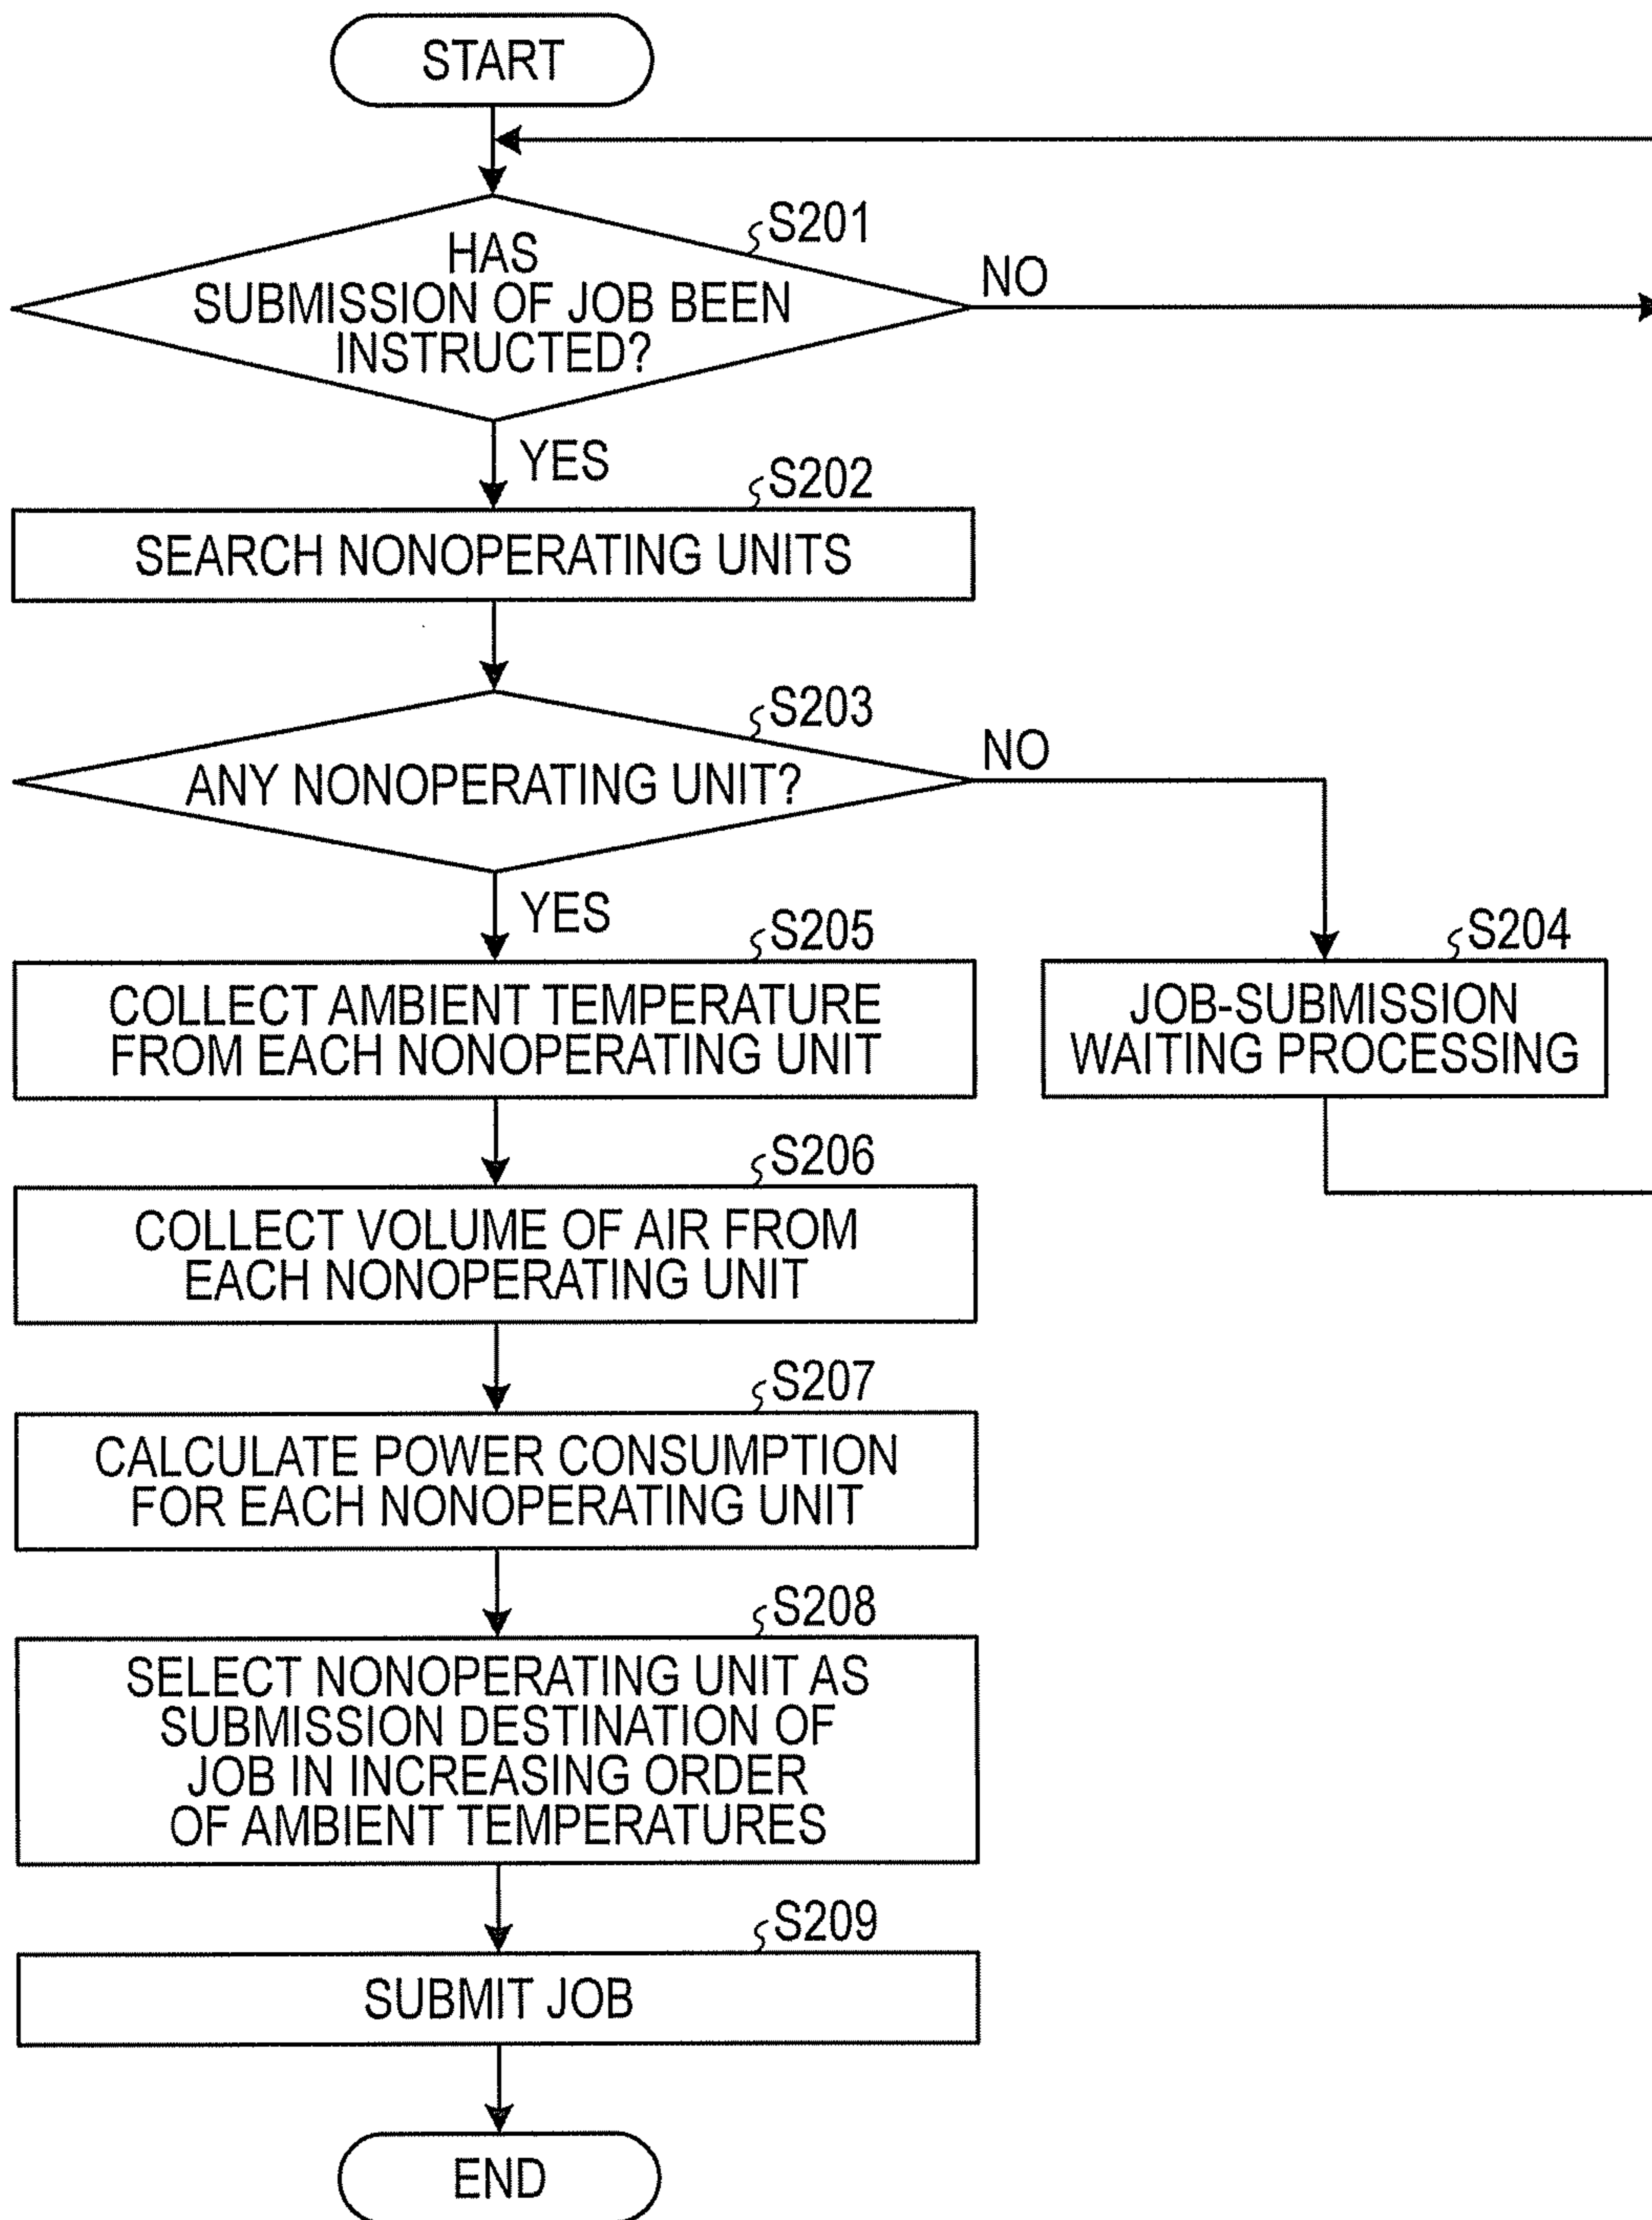 START
S201
HAS
SUBMISSION OF JOB BEEN
INSTRUCTED?
NO
YES
S202
SEARCH NONOPERATING UNITS
S203
ANY NONOPERATING UNIT?
NO
YES
S205
COLLECT AMBIENT TEMPERATURE
FROM EACH NONOPERATING UNIT
S204
JOB-SUBMISSION
WAITING PROCESSING
S206
COLLECT VOLUME OF AIR FROM
EACH NONOPERATING UNIT
S207
CALCULATE POWER CONSUMPTION
FOR EACH NONOPERATING UNIT
S208
SELECT NONOPERATING UNIT AS
SUBMISSION DESTINATION OF
JOB IN INCREASING ORDER
OF AMBIENT TEMPERATURES
S209
SUBMIT JOB
END